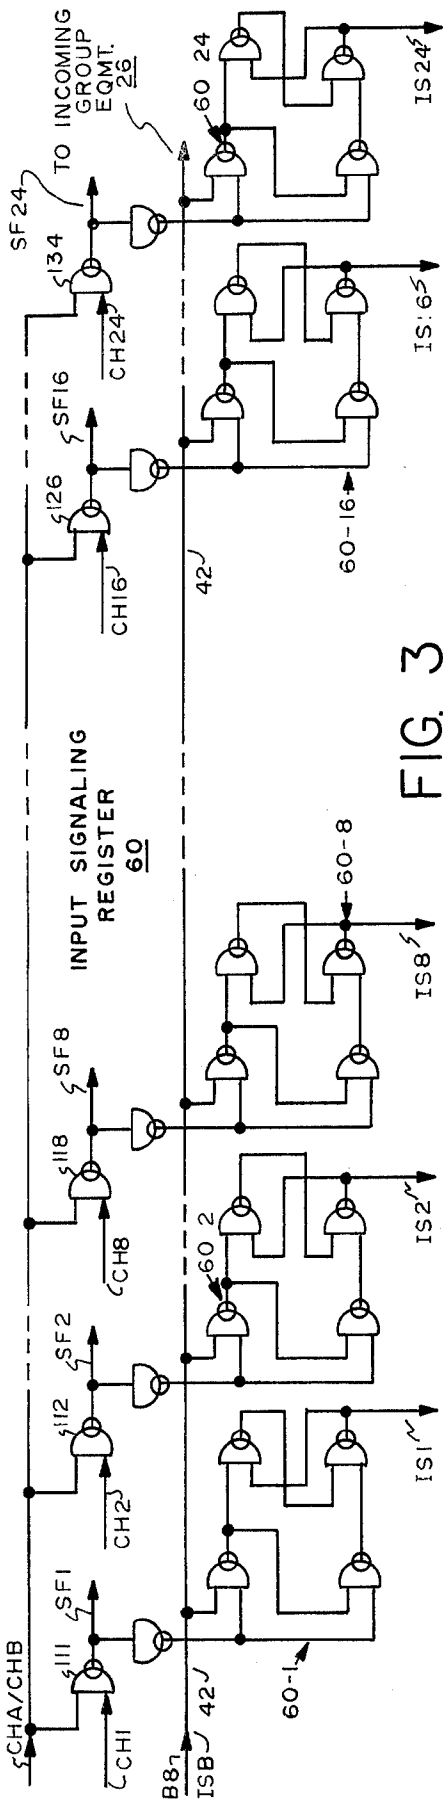 CHA/CHB
111
SF1
CH1
112
SF2
CH2
118
SF8
CH8
INPUT SIGNALING
REGISTER
60
126
SF16
CH16
134
SF24
CH24
TO INCOMING
GROUP
EQMT.
26
B8
ISB
42
42
60 2
60 24
60-1
60-8
60-16
IS1
IS2
IS8
IS16
IS24
FIG. 3